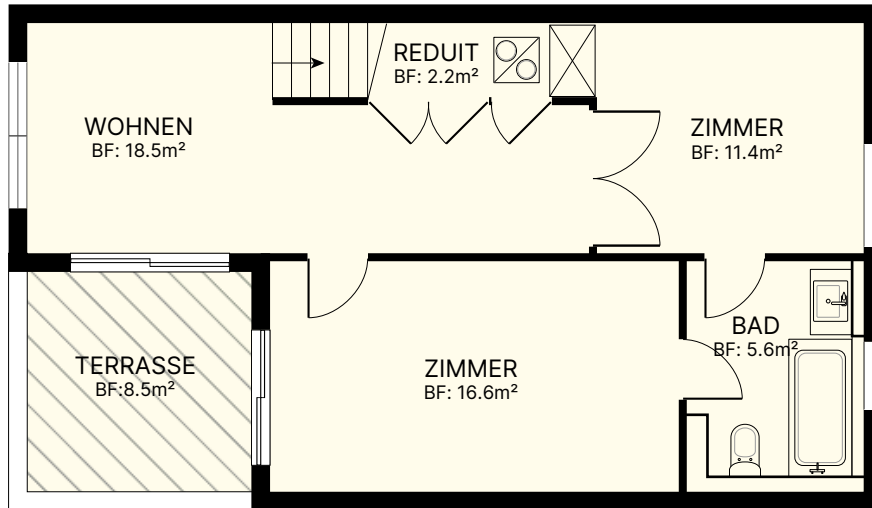 REDUIT
BF: 2.2m²
WOHNEN
BF: 18.5m²
ZIMMER
BF: 11.4m²
TERRASSE
BF:8.5m²
ZIMMER
BF: 16.6m²
BAD
BF: 5.6m²